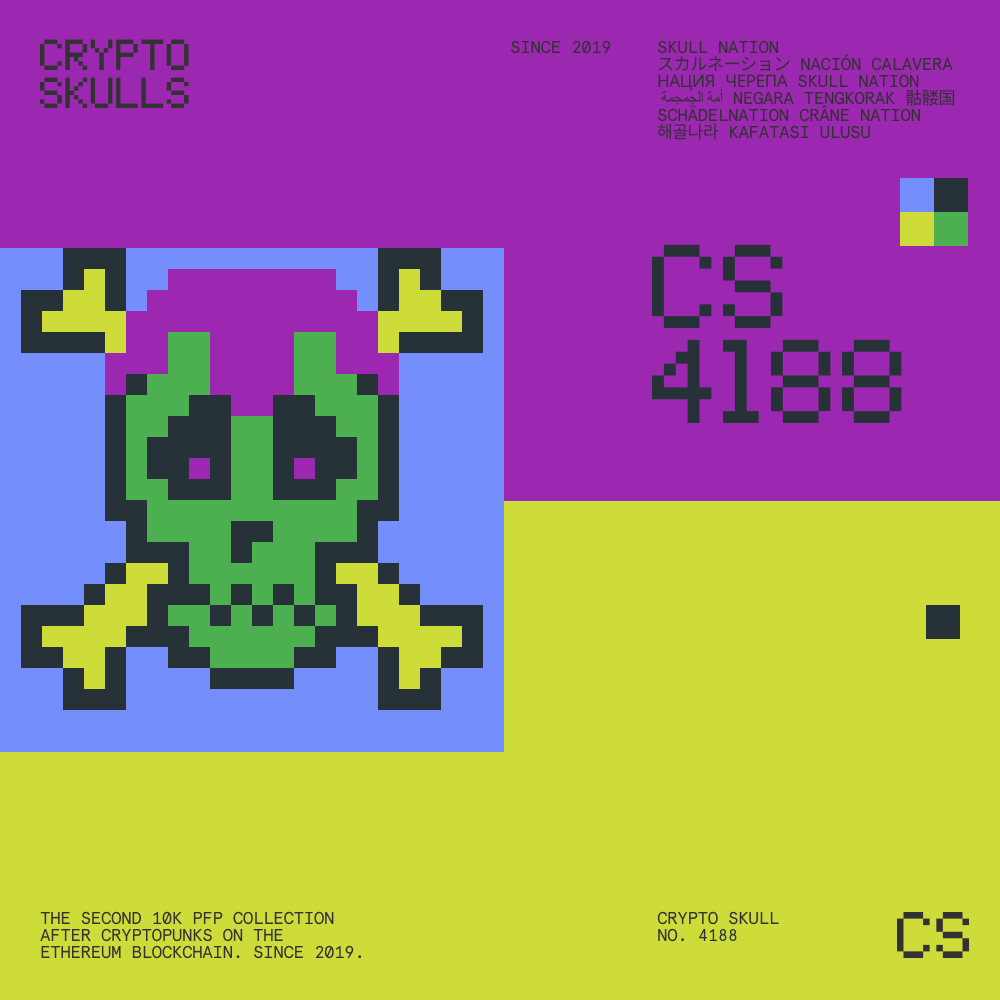 CRYPTO
SKULLS
SINCE 2019
SKULL NATION
スカルネーション NACIÓN CALAVERA
НАЦИЯ ЧЕРЕПА SKULL NATION
أمة الجمجمة NEGARA TENGKORAK 骷髅国
SCHÄDELNATION CRÂNE NATION
해골나라 KAFATASI ULUSU
CS
4188
THE SECOND 10K PFP COLLECTION
AFTER CRYPTOPUNKS ON THE
ETHEREUM BLOCKCHAIN. SINCE 2019.
CRYPTO SKULL
NO. 4188
CS